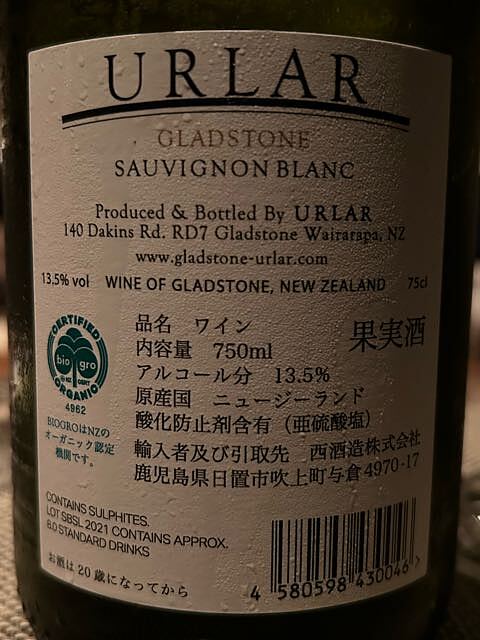 URLAR
GLADSTONE
SAUVIGNON BLANC
Produced & Bottled By URLAR
140 Dakins Rd. RD7 Gladstone Wairarapa, NZ
www.gladstone-urlar.com
13.5% vol WINE OF GLADSTONE, NEW ZEALAND 75cl
品名 ワイン
果実酒
内容量 750ml
アルコール分 13.5%
原産国 ニュージーランド
酸化防止剤含有（亜硫酸塩）
輸入者及び引取先 西酒造株式会社
鹿児島県日置市吹上町与倉4970-17
CERTIFIED
bio gro
NZ CERT
ORGANIC
4962
BIOGROはNZの
オーガニック認定
機関です。
CONTAINS SULPHITES.
LOT SBSL 2021 CONTAINS APPROX.
8.0 STANDARD DRINKS
お酒は20歳になってから
4 580598 430046 >